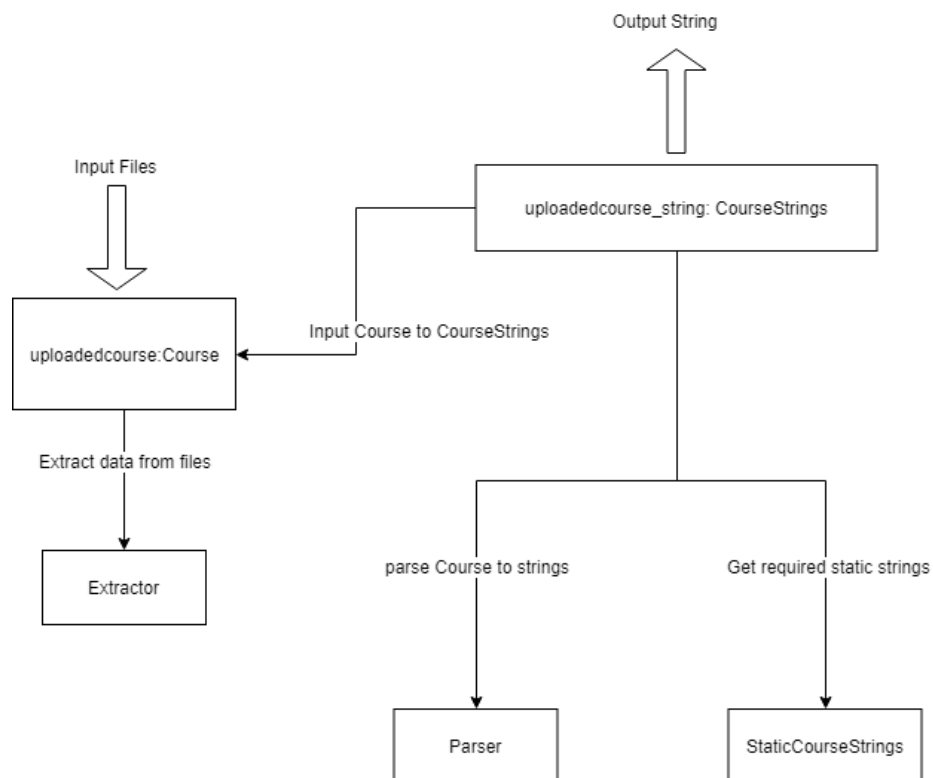 Output String
Input Files
uploadedcourse_string: CourseStrings
Input Course to CourseStrings
uploadedcourse:Course
Extract data from files
parse Course to strings
Get required static strings
Extractor
Parser
StaticCourseStrings